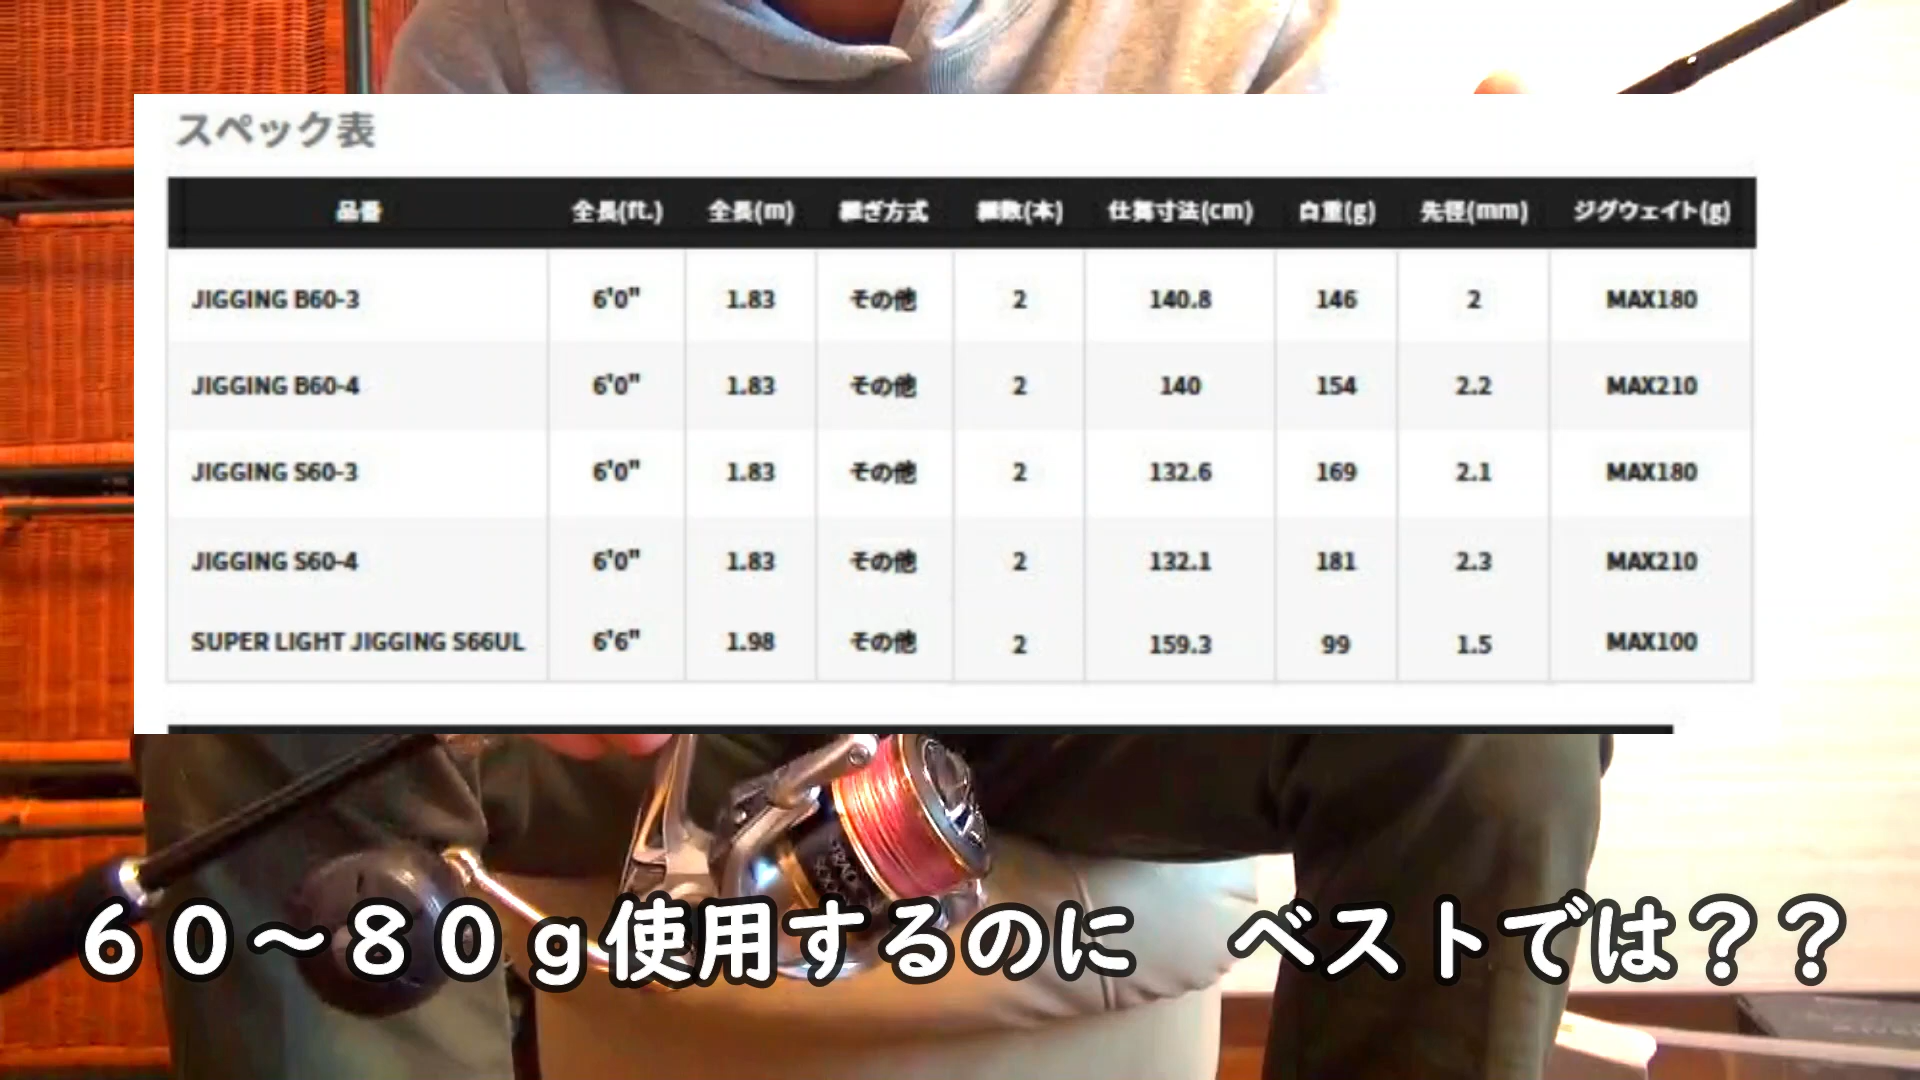 スペック表
品番 全長(ft.) 全長(m) 継ぎ方式 継数(本) 仕舞寸法(cm) 自重(g) 先径(mm) ジグウェイト(g)
JIGGING B60-3 6'0" 1.83 その他 2 140.8 146 2 MAX180
JIGGING B60-4 6'0" 1.83 その他 2 140 154 2.2 MAX210
JIGGING S60-3 6'0" 1.83 その他 2 132.6 169 2.1 MAX180
JIGGING S60-4 6'0" 1.83 その他 2 132.1 181 2.3 MAX210
SUPER LIGHT JIGGING S66UL 6'6" 1.98 その他 2 159.3 99 1.5 MAX100
６０～８０ｇ使用するのに　ベストでは？？